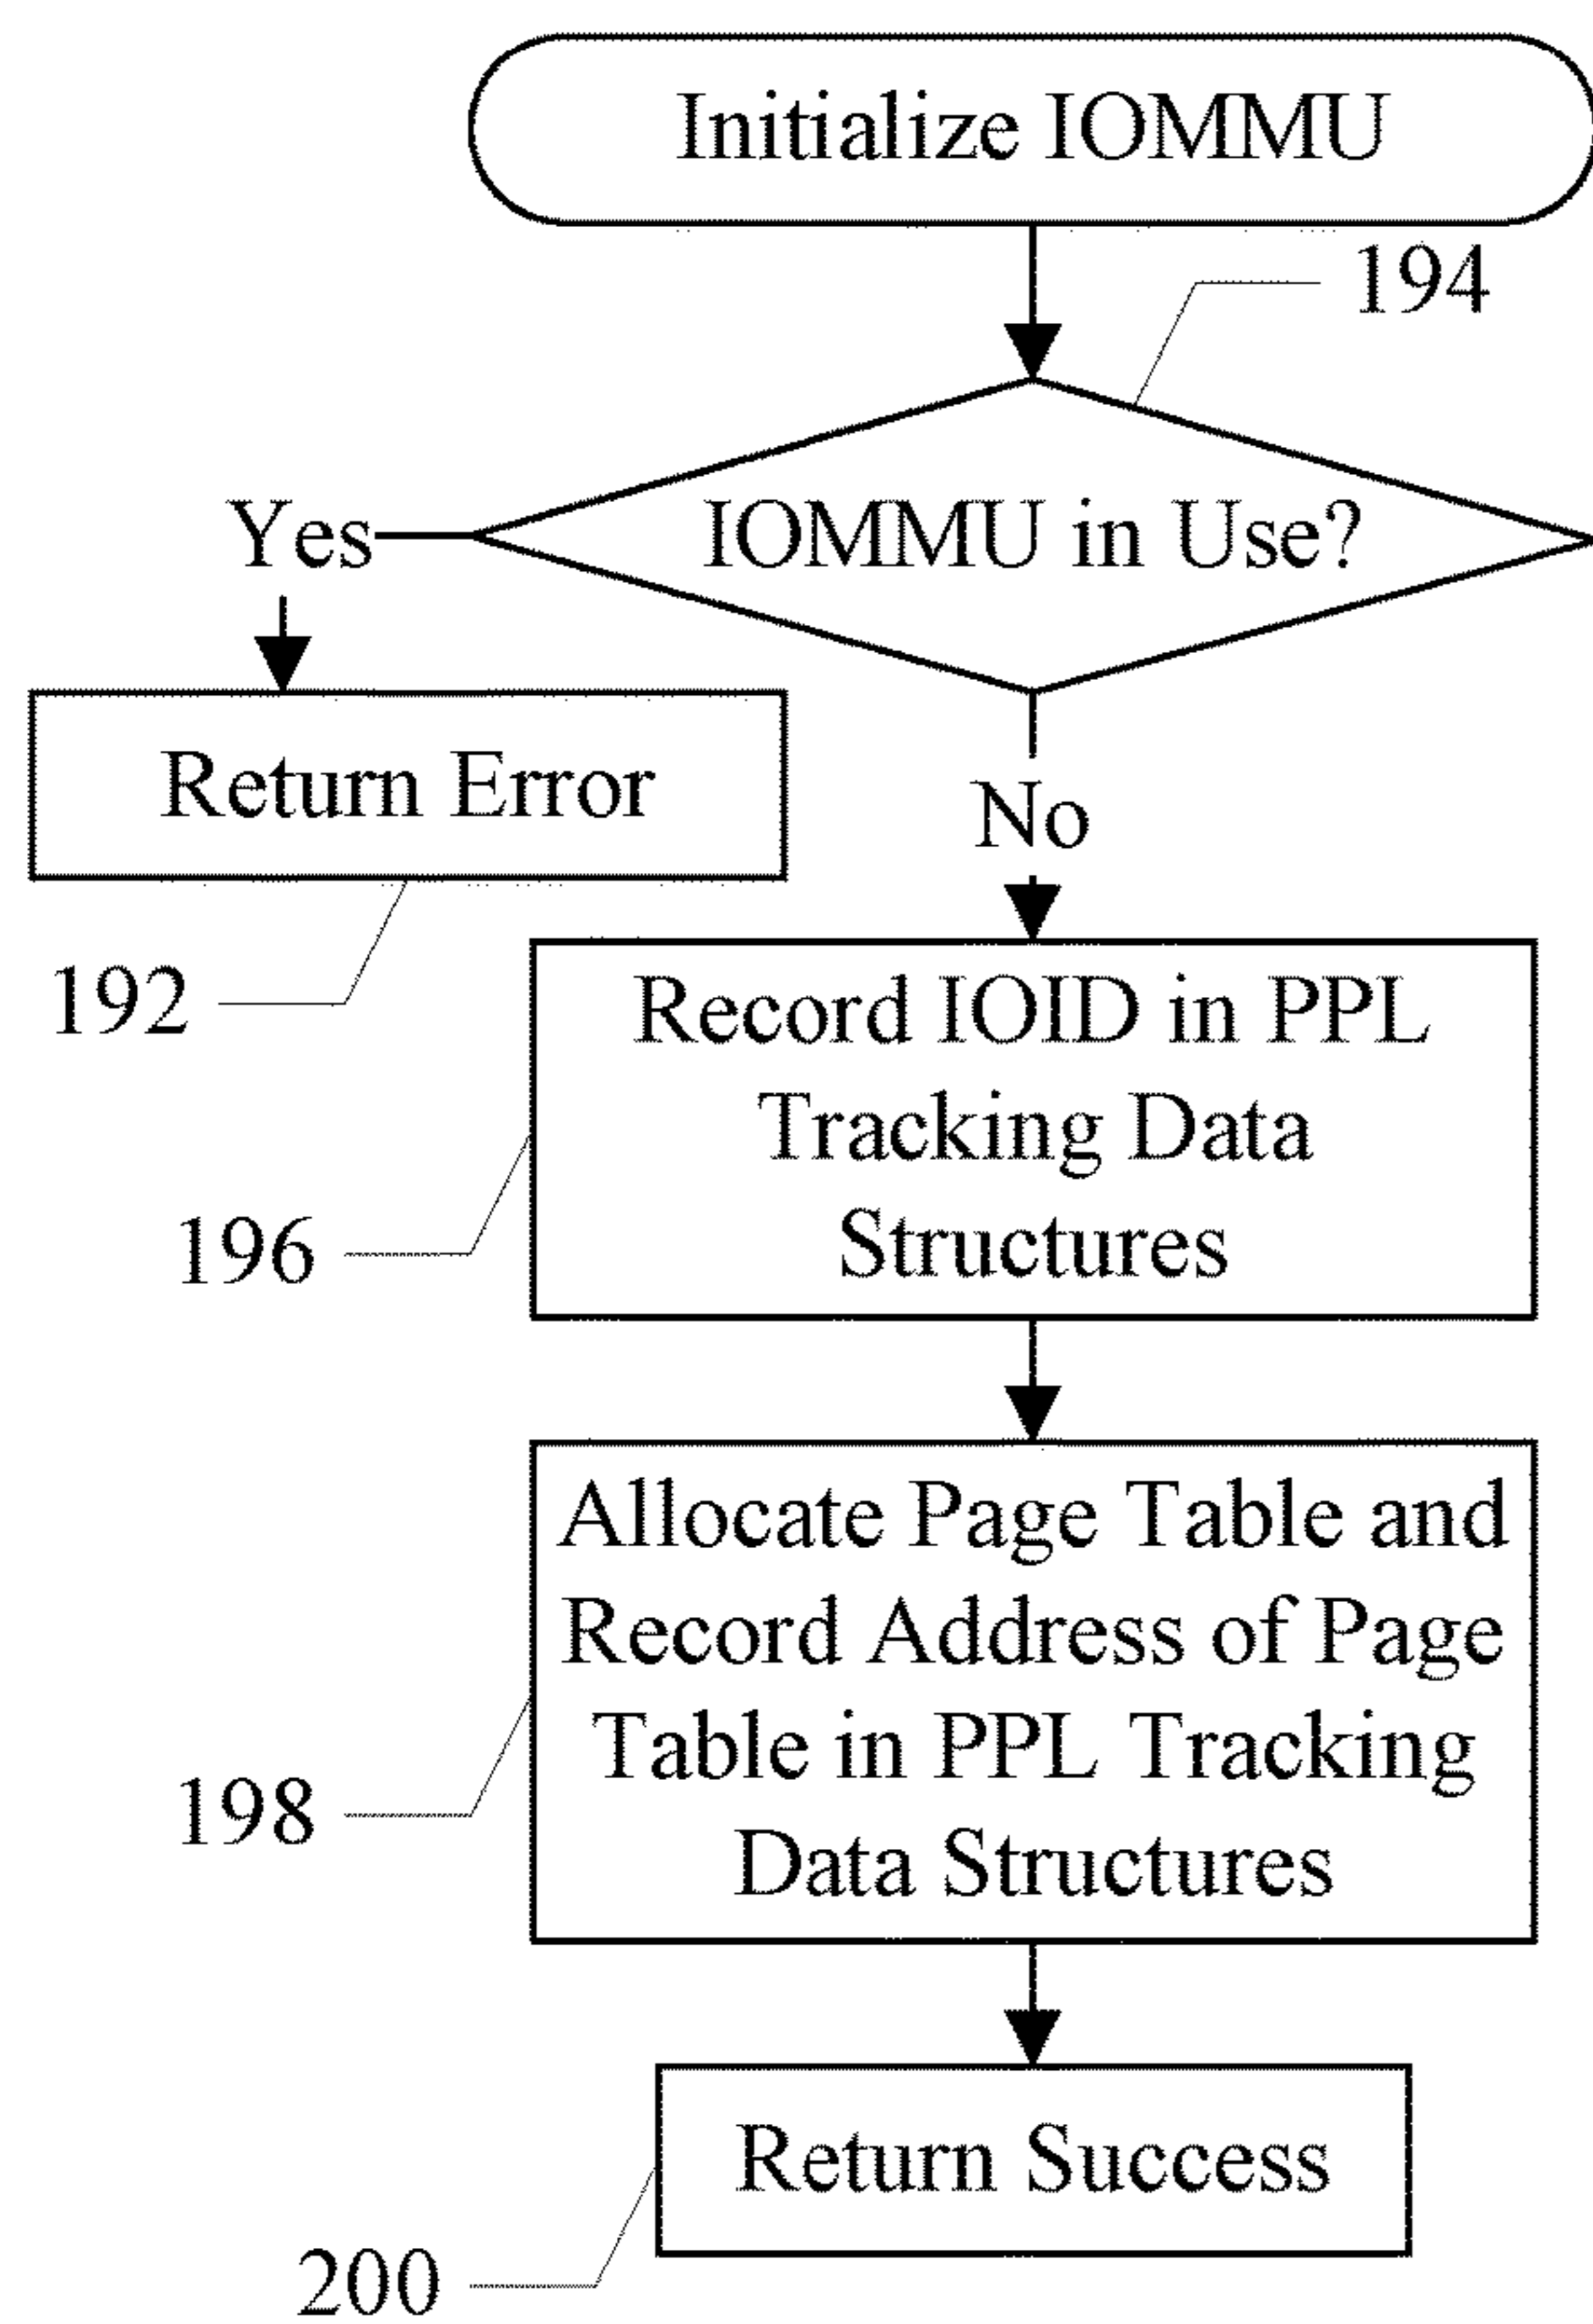 Initialize IOMMU
194
IOMMU in Use?
Yes
Return Error
192
No
Record IOID in PPL
Tracking Data
Structures
196
Allocate Page Table and
Record Address of Page
Table in PPL Tracking
Data Structures
198
Return Success
200